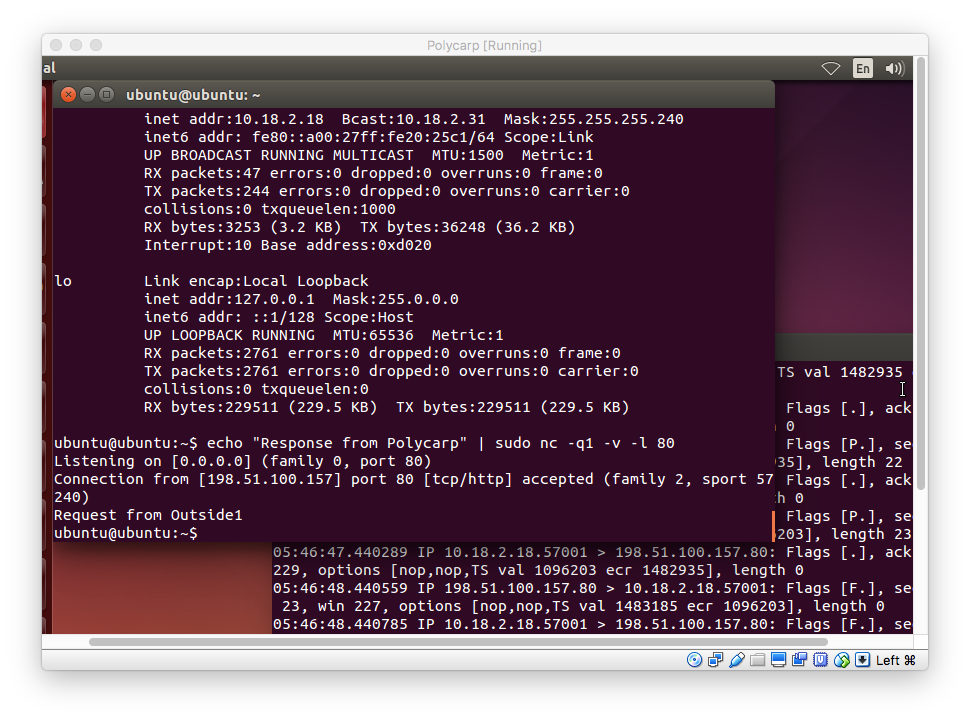 Polycarp [Running]
al
En
ubuntu@ubuntu: ~
inet addr:10.18.2.18  Bcast:10.18.2.31  Mask:255.255.255.240
inet6 addr: fe80::a00:27ff:fe20:25c1/64 Scope:Link
UP BROADCAST RUNNING MULTICAST  MTU:1500  Metric:1
RX packets:47 errors:0 dropped:0 overruns:0 frame:0
TX packets:244 errors:0 dropped:0 overruns:0 carrier:0
collisions:0 txqueuelen:1000
RX bytes:3253 (3.2 KB)  TX bytes:36248 (36.2 KB)
Interrupt:10 Base address:0xd020
lo        Link encap:Local Loopback
inet addr:127.0.0.1  Mask:255.0.0.0
inet6 addr: ::1/128 Scope:Host
UP LOOPBACK RUNNING  MTU:65536  Metric:1
RX packets:2761 errors:0 dropped:0 overruns:0 frame:0
TX packets:2761 errors:0 dropped:0 overruns:0 carrier:0
collisions:0 txqueuelen:0
RX bytes:229511 (229.5 KB)  TX bytes:229511 (229.5 KB)
ubuntu@ubuntu:~$ echo "Response from Polycarp" | sudo nc -q1 -v -l 80
Listening on [0.0.0.0] (family 0, port 80)
Connection from [198.51.100.157] port 80 [tcp/http] accepted (family 2, sport 57
240)
Request from Outside1
ubuntu@ubuntu:~$
TS val 1482935
Flags [.], ack
0
Flags [P.], se
935], length 22
Flags [.], ack
h 0
Flags [P.], se
203], length 23
05:46:47.440289 IP 10.18.2.18.57001 > 198.51.100.157.80: Flags [.], ack
229, options [nop,nop,TS val 1096203 ecr 1482935], length 0
05:46:48.440559 IP 198.51.100.157.80 > 10.18.2.18.57001: Flags [F.], se
23, win 227, options [nop,nop,TS val 1483185 ecr 1096203], length 0
05:46:48.440785 IP 10.18.2.18.57001 > 198.51.100.157.80: Flags [F.], se
Left ⌘